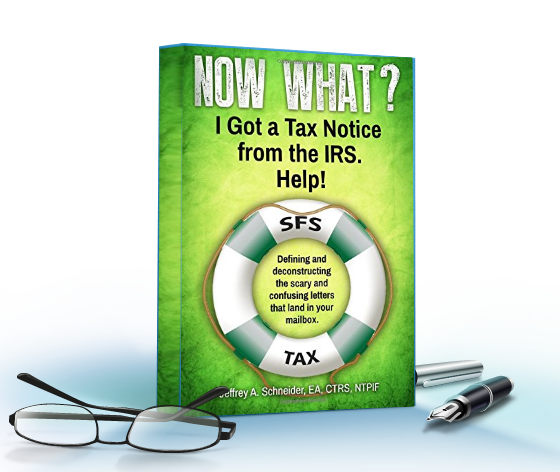 NOW WHAT?
I Got a Tax Notice
from the IRS.
Help!
SFS
Defining and
deconstructing
the scary and
confusing letters
that land in your
mailbox.
TAX
Jeffrey A. Schneider, EA, CTRS, NTPIF